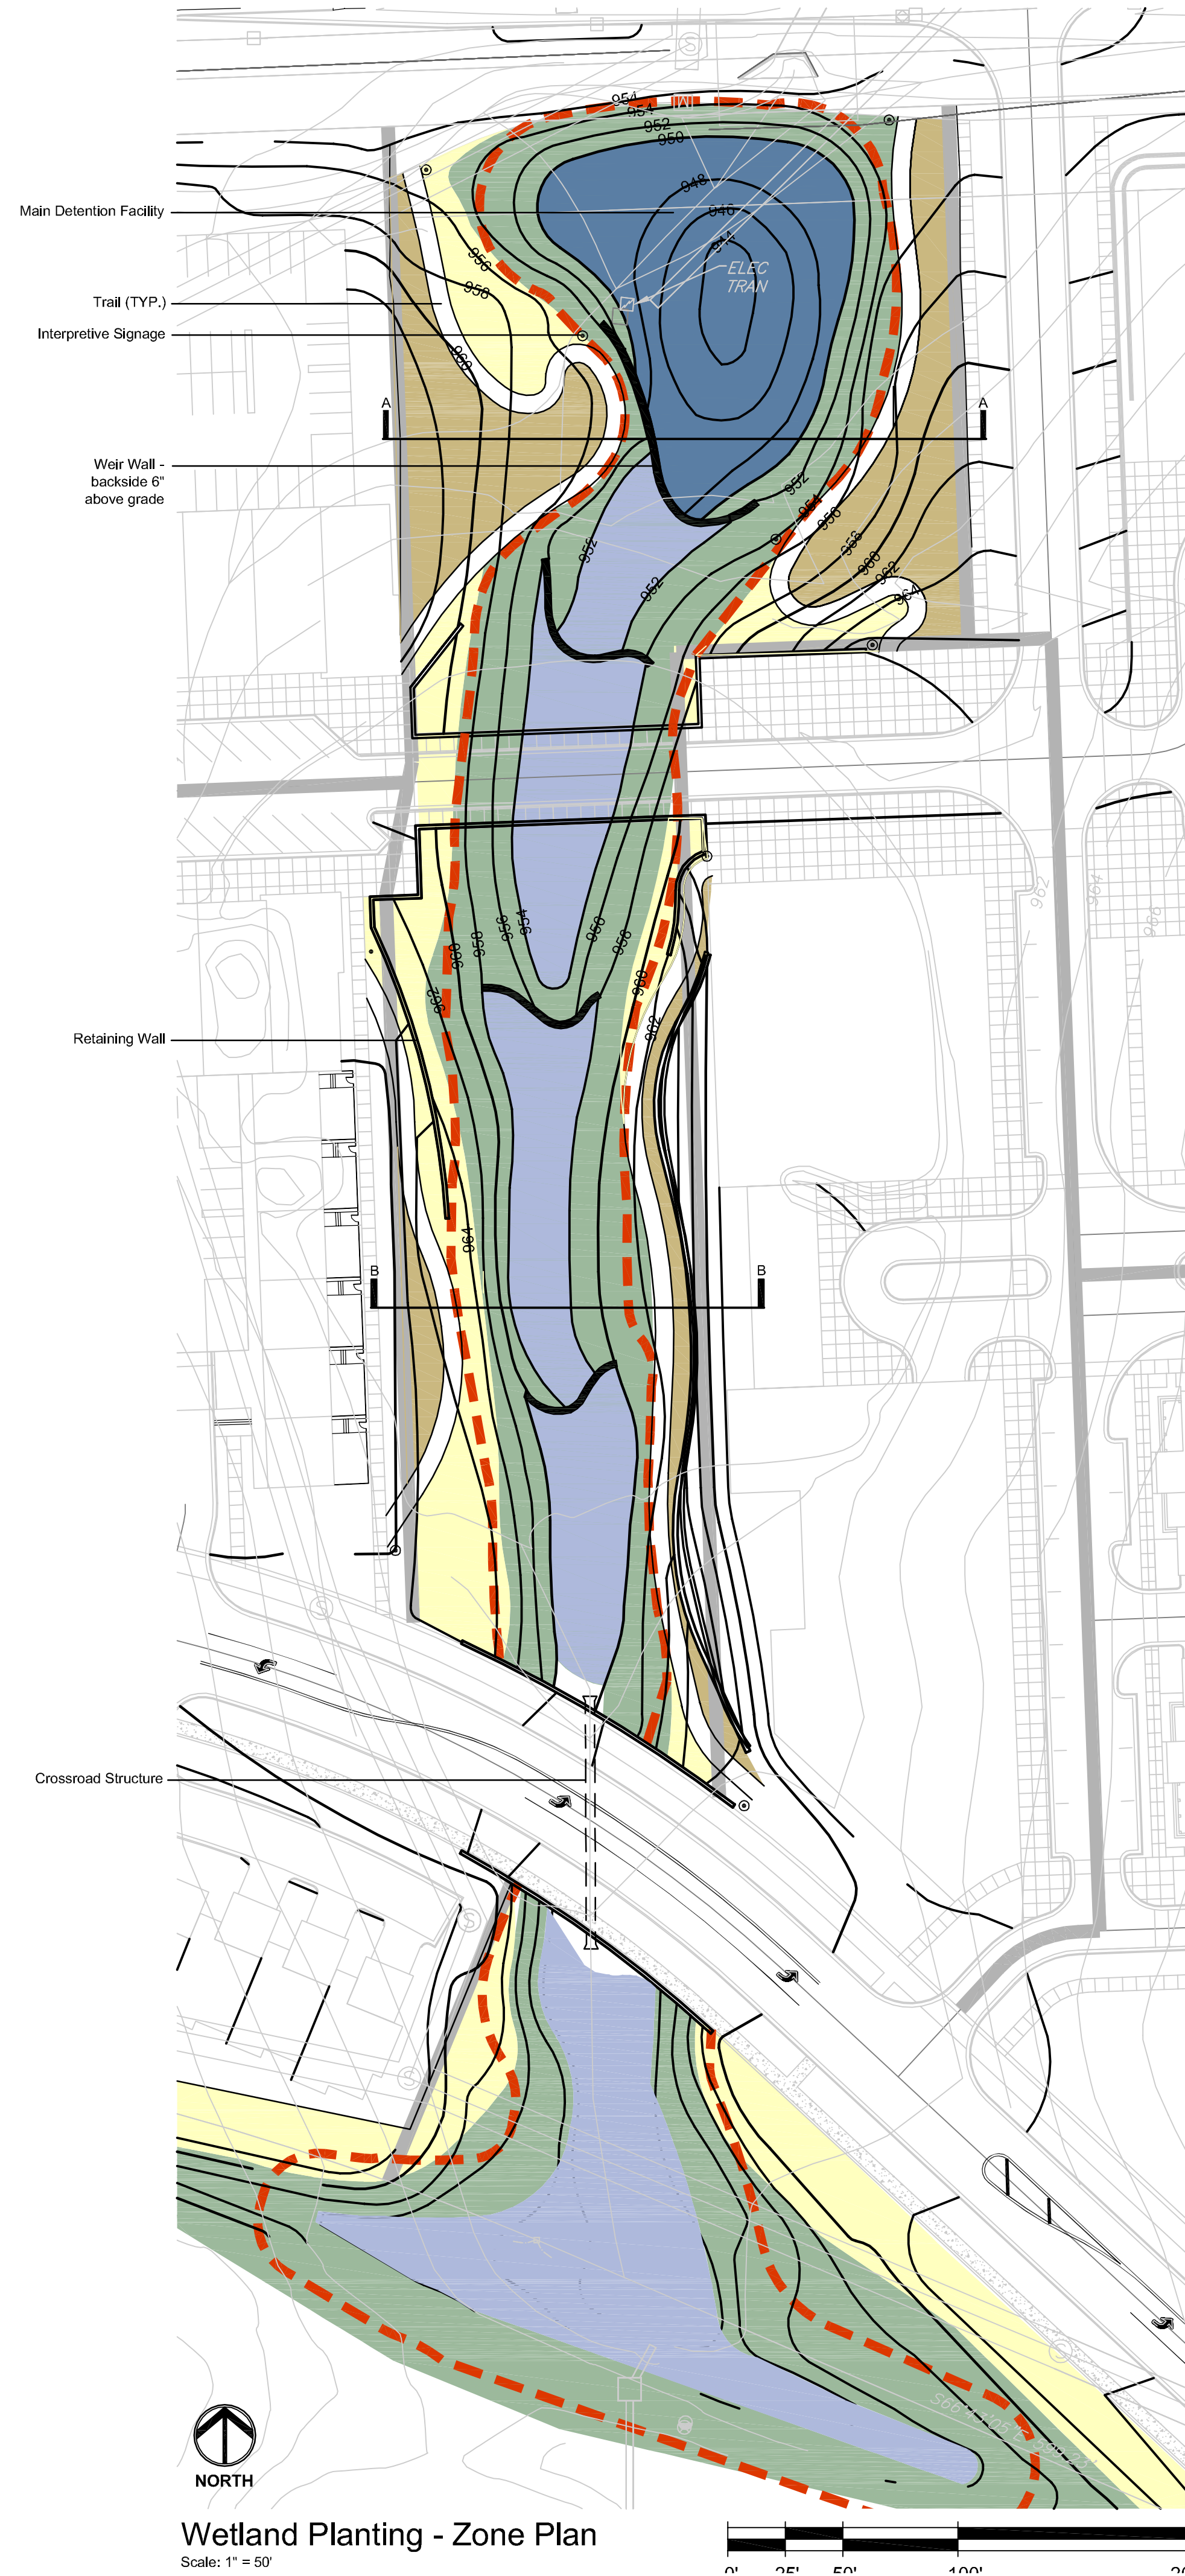 954
954
952
950
948
Main Detention Facility
946
944
956
ELEC
TRAN
958
Trail (TYP.)
Interpretive Signage
960
A
A
Weir Wall -
backside 6"
above grade
952
954
956
952
958
960
962
952
964
962
964
966
954
956
958
960
956
958
960
962
962
Retaining Wall
964
B
B
S
Crossroad Structure
S
S
S
NORTH
Wetland Planting - Zone Plan
Scale: 1" = 50'
0' 25' 50' 100'